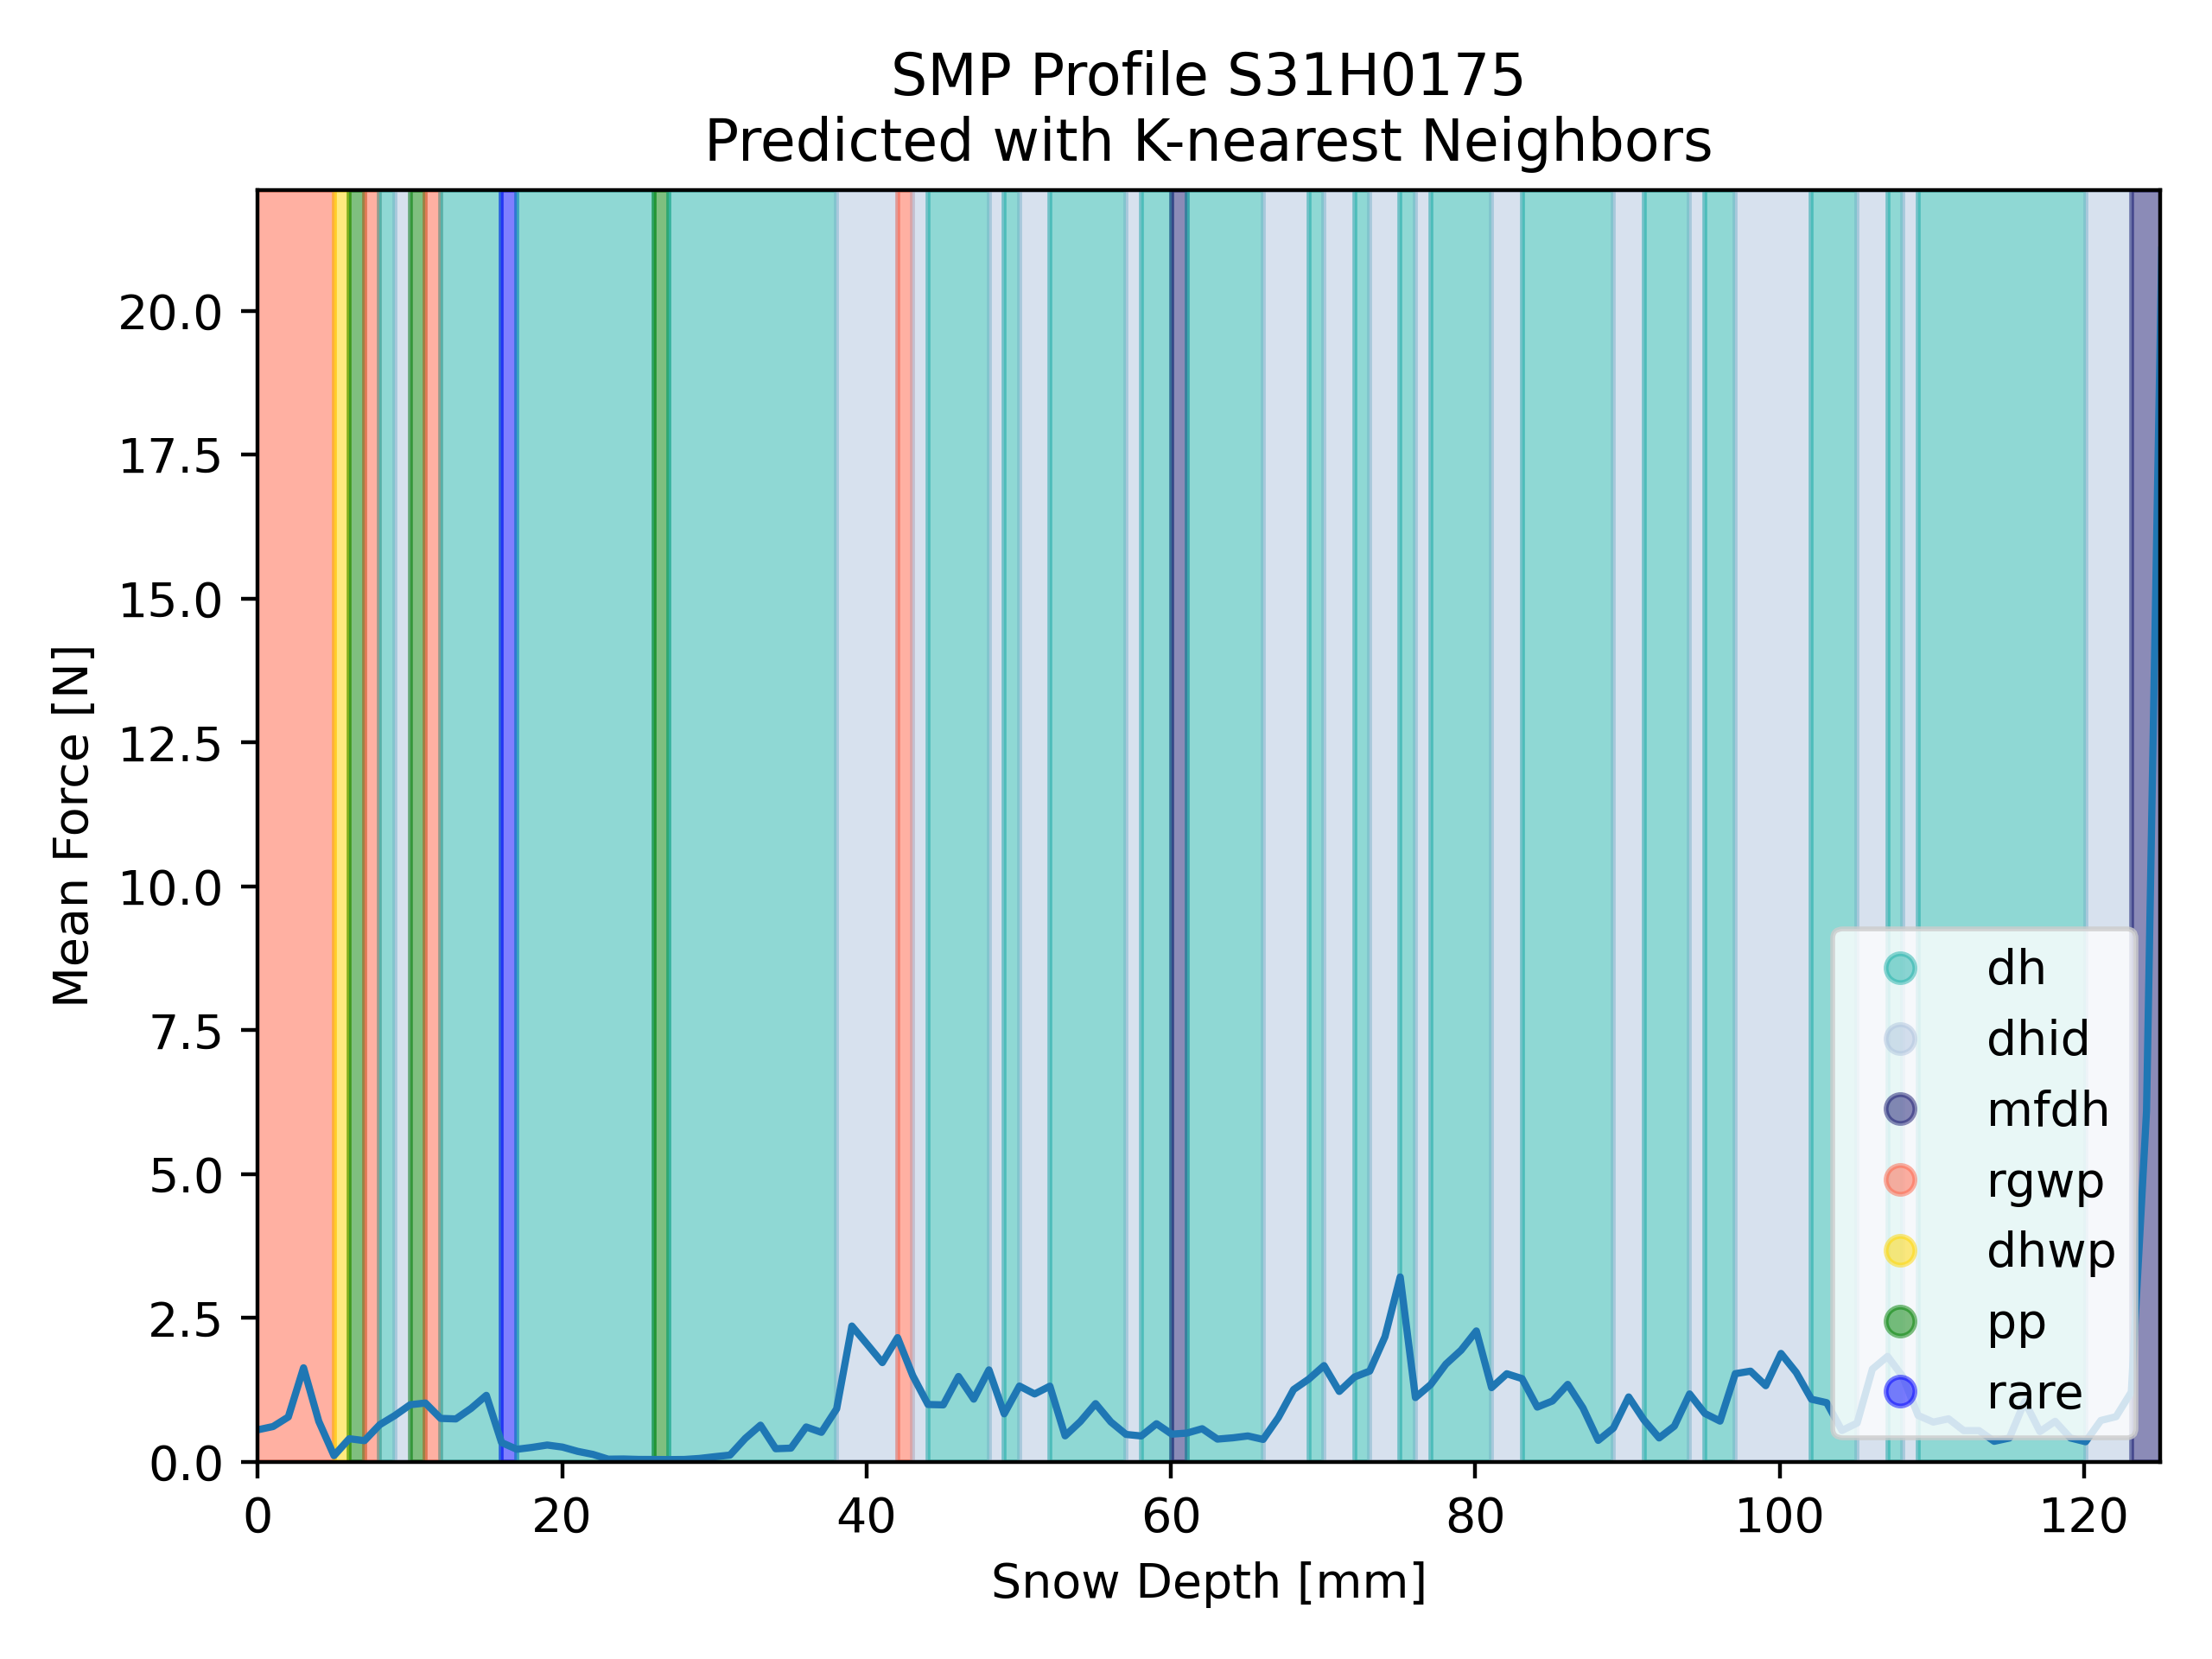 SMP Profile S31H0175
Predicted with K-nearest Neighbors
Mean Force [N]
20.0
17.5
15.0
12.5
10.0
7.5
5.0
2.5
0.0
dh
dhid
mfdh
rgwp
dhwp
pp
rare
0 20 40 60 80 100 120
Snow Depth [mm]